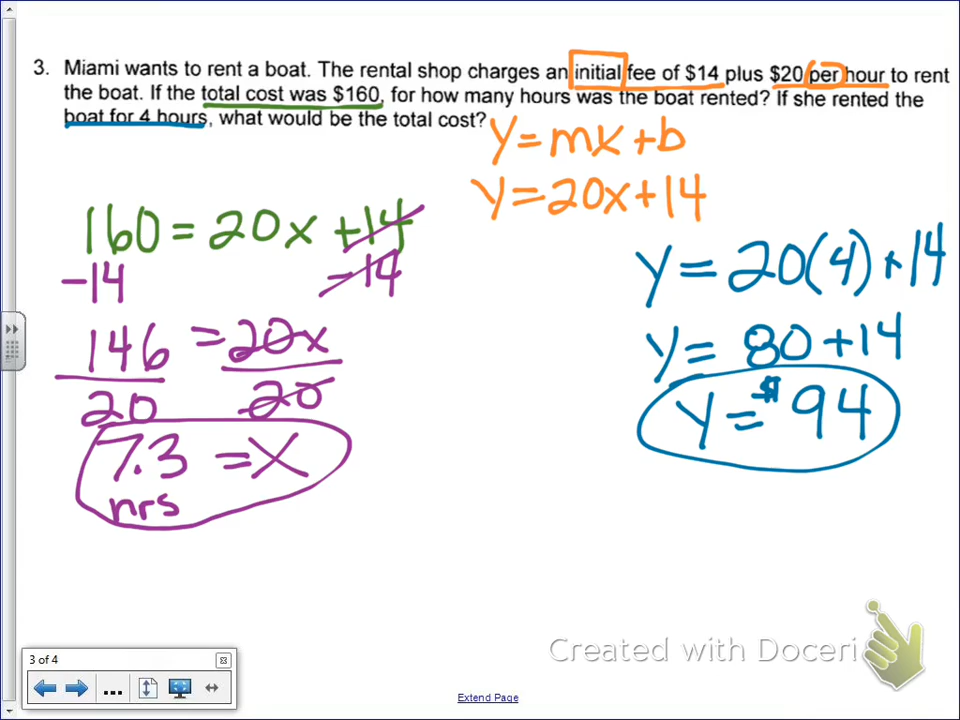 3. Miami wants to rent a boat. The rental shop charges an initial fee of $14 plus $20 per hour to rent
the boat. If the total cost was $160, for how many hours was the boat rented? If she rented the
boat for 4 hours, what would be the total cost?
y = mx + b
y = 20x + 14
160 = 20x + 14
-14 -14
146 = 20x
20 20
7.3 = x
hrs
y = 20(4) + 14
y = 80 + 14
y = $94
Created with Doceri
3 of 4
...
Extend Page